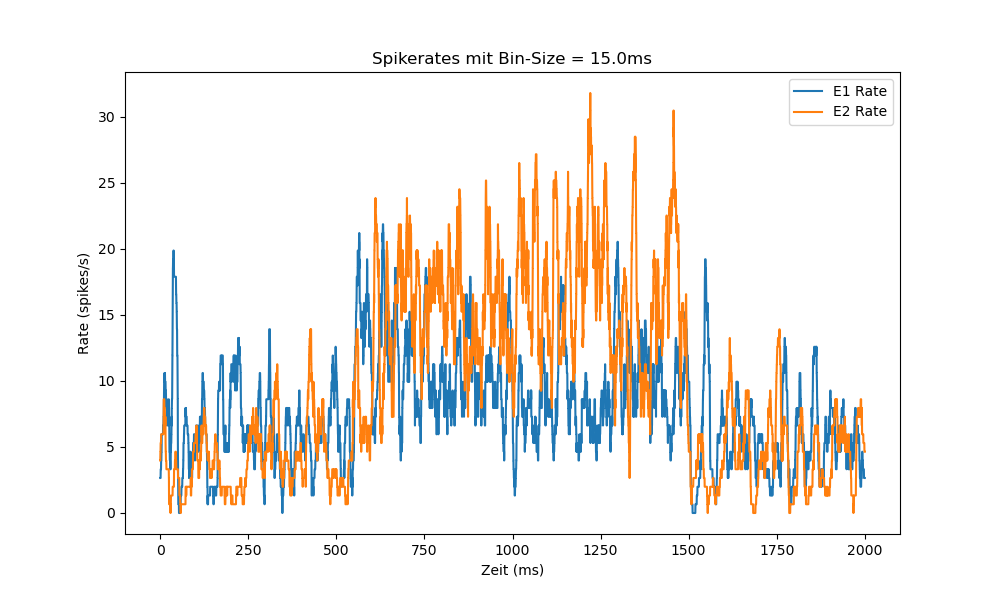 Spikerates mit Bin-Size = 15.0ms
E1 Rate
E2 Rate
Rate (spikes/s)
30
25
20
15
10
5
0
0 250 500 750 1000 1250 1500 1750 2000
Zeit (ms)